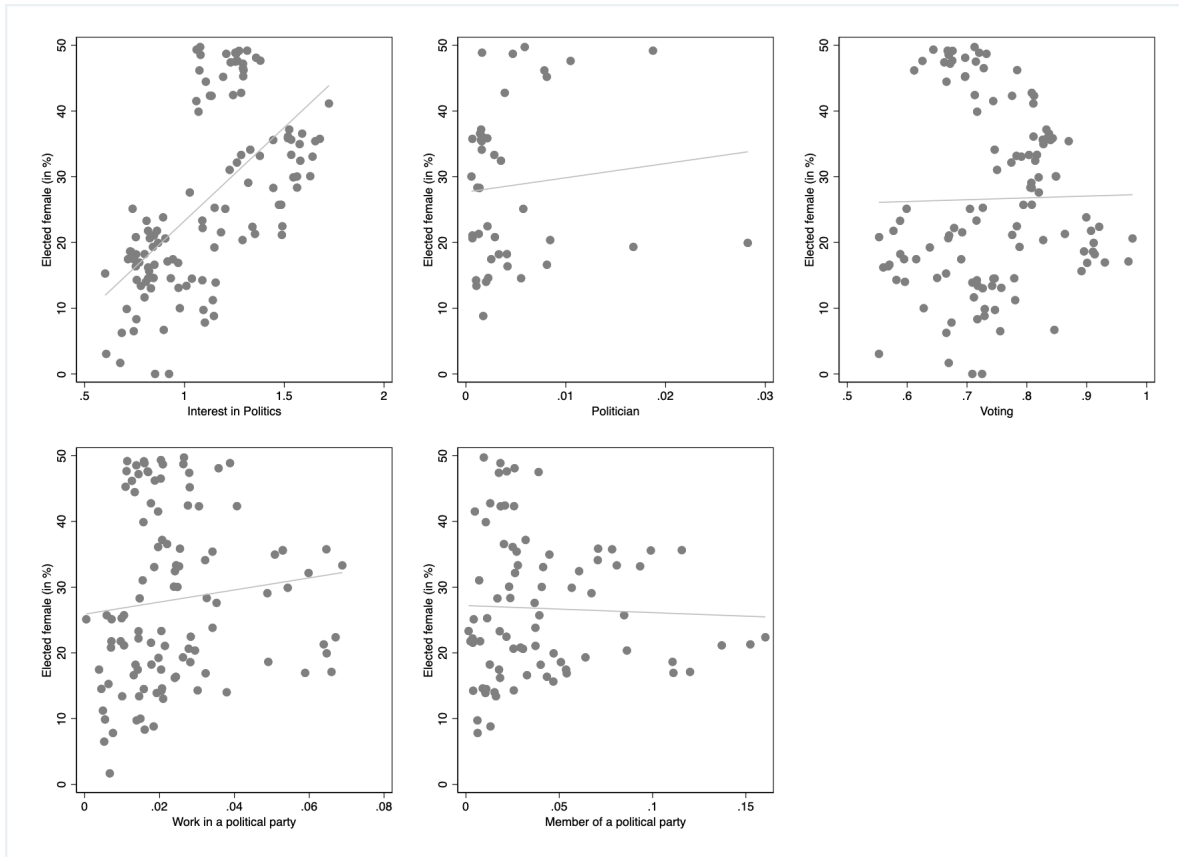 Elected female (in %)
0 10 20 30 40 50
.5 1 1.5 2
Interest in Politics
Elected female (in %)
0 10 20 30 40 50
0 .01 .02 .03
Politician
Elected female (in %)
0 10 20 30 40 50
.5 .6 .7 .8 .9 1
Voting
Elected female (in %)
0 10 20 30 40 50
0 .02 .04 .06 .08
Work in a political party
Elected female (in %)
0 10 20 30 40 50
0 .05 .1 .15
Member of a political party